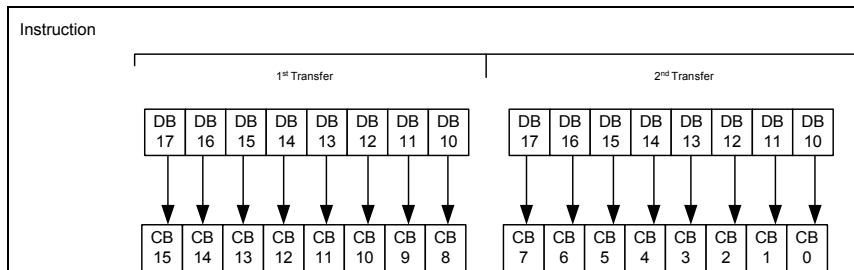 Instruction
1st Transfer 2nd Transfer
DB DB DB DB DB DB DB DB DB DB DB DB DB DB DB DB
17 16 15 14 13 12 11 10 17 16 15 14 13 12 11 10
CB CB CB CB CB CB CB CB CB CB CB CB CB CB CB CB
15 14 13 12 11 10 9 8 7 6 5 4 3 2 1 0